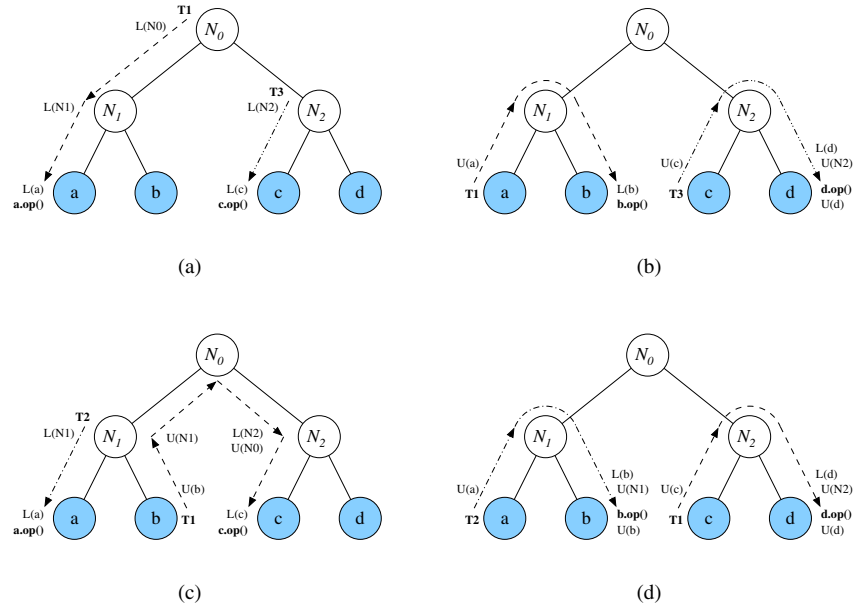 T1
N0
L(N0)
L(N1)
T3
L(N2)
N1
N2
L(a)
a.op()
a
b
L(c)
c.op()
c
d
(a)
N0
N1
N2
U(a)
T1
a
b
L(b)
b.op()
U(c)
T3
c
d
L(d)
U(N2)
d.op()
U(d)
(b)
N0
T2
L(N1)
N1
U(N1)
L(N2)
U(N0)
N2
L(a)
a.op()
a
b
U(b)
T1
L(c)
c.op()
c
d
(c)
N0
N1
N2
U(a)
T2
a
b
L(b)
U(N1)
b.op()
U(b)
U(c)
T1
c
d
L(d)
U(N2)
d.op()
U(d)
(d)